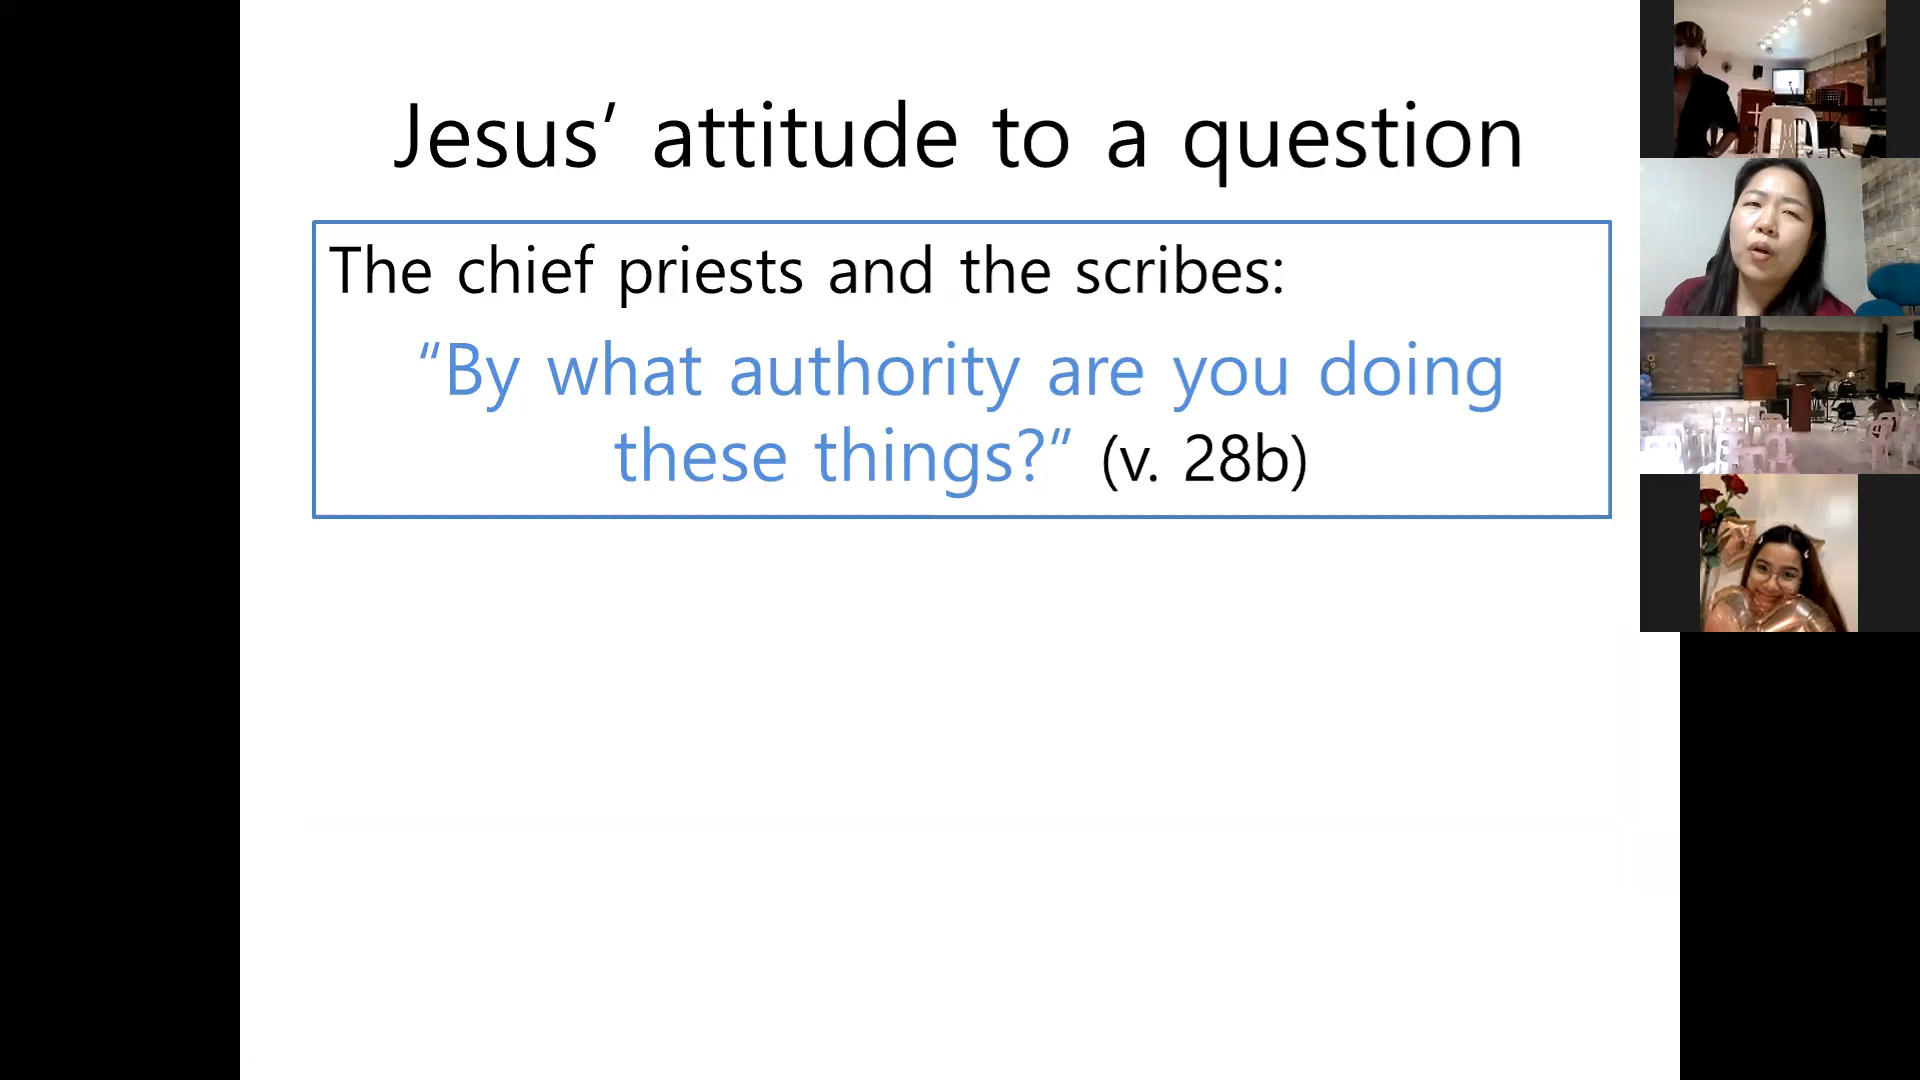 Jesus’ attitude to a question
The chief priests and the scribes:
“By what authority are you doing
these things?” (v. 28b)